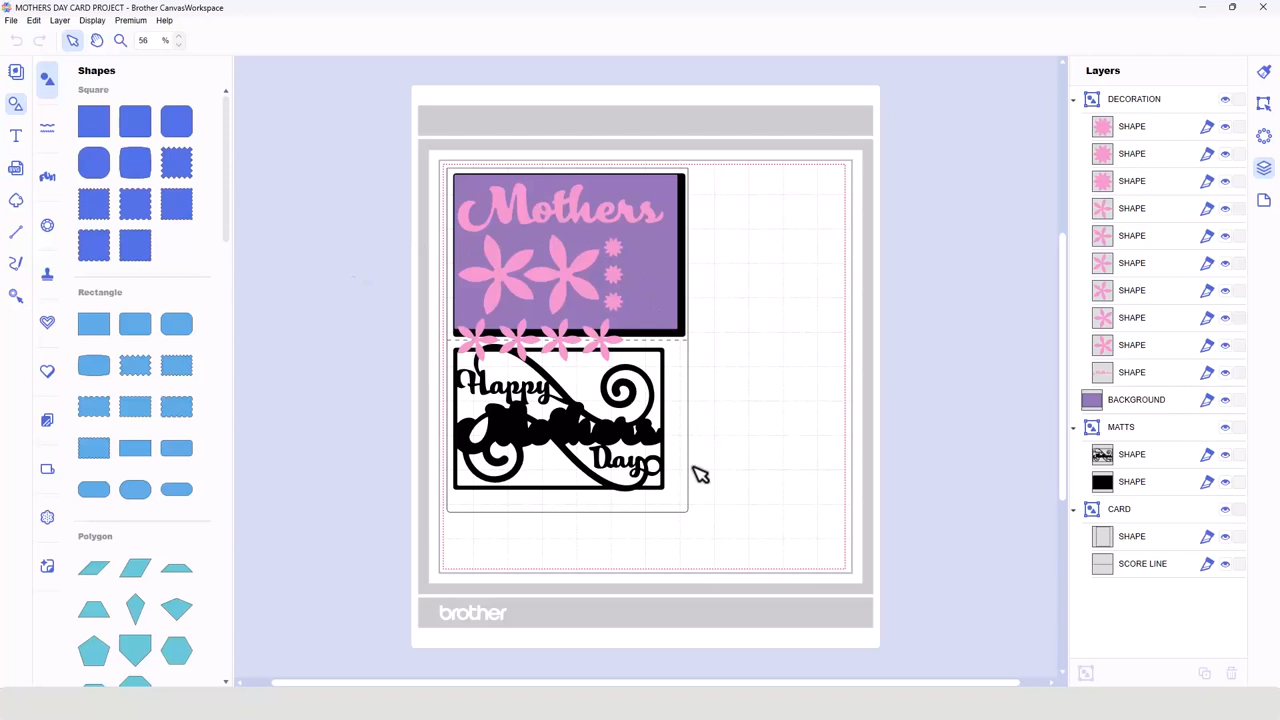 MOTHERS DAY CARD PROJECT - Brother CanvasWorkspace
File Edit Layer Display Premium Help
56 %
Shapes
Square
Rectangle
Polygon
Mothers
Happy
Day
brother
Layers
DECORATION
SHAPE
SHAPE
SHAPE
SHAPE
SHAPE
SHAPE
SHAPE
SHAPE
SHAPE
SHAPE
BACKGROUND
MATTS
SHAPE
SHAPE
CARD
SHAPE
SCORE LINE